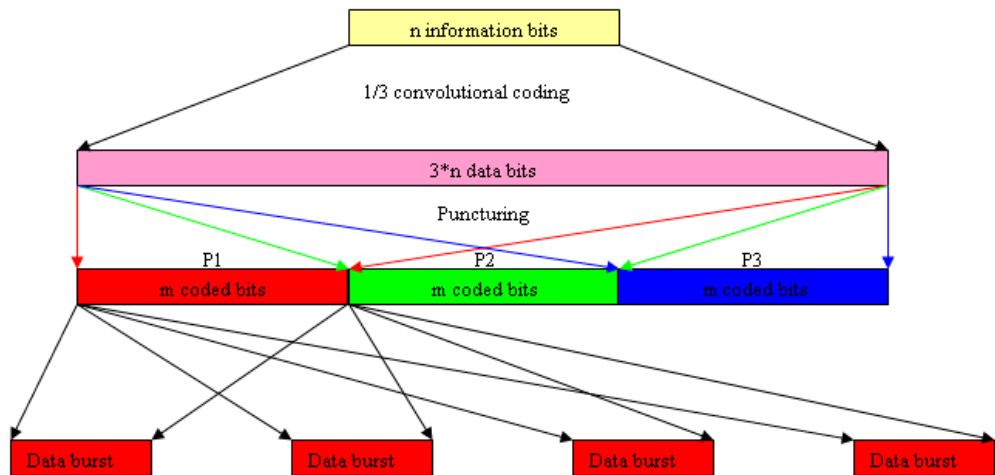 n information bits
1/3 convolutional coding
3*n data bits
Puncturing
P1 P2 P3
m coded bits m coded bits m coded bits
Data burst Data burst Data burst Data burst